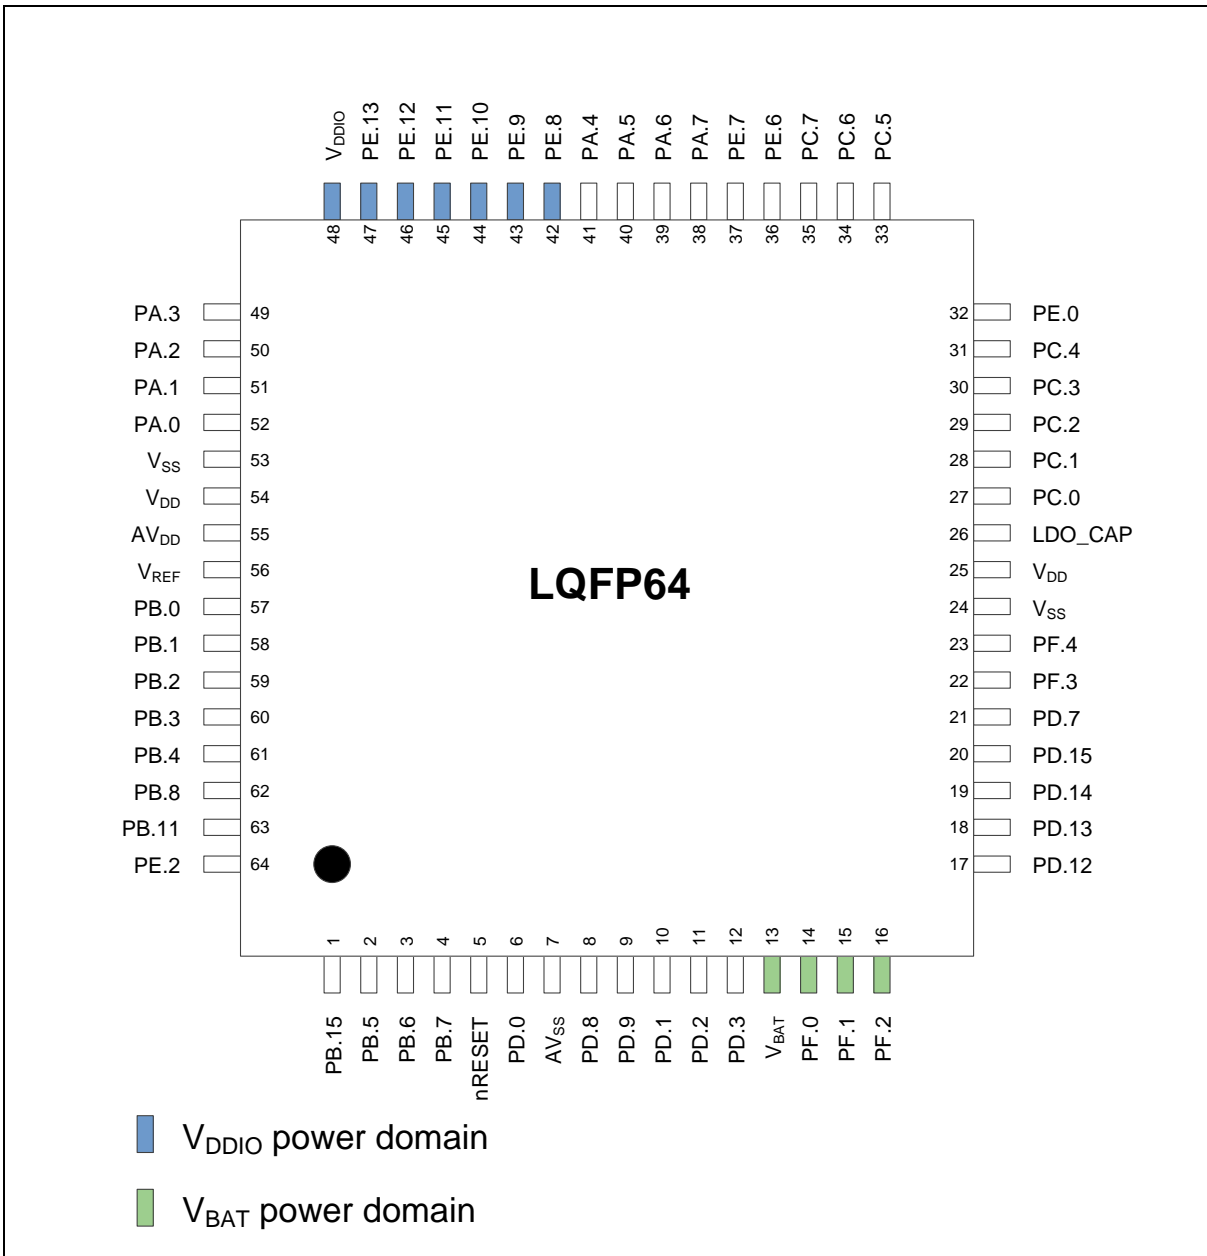 VDDIO
PE.13
PE.12
PE.11
PE.10
PE.9
PE.8
PA.4
PA.5
PA.6
PA.7
PE.7
PE.6
PC.7
PC.6
PC.5
48
47
46
45
44
43
42
41
40
39
38
37
36
35
34
33
PA.3 49
PA.2 50
PA.1 51
PA.0 52
VSS 53
VDD 54
AVDD 55
VREF 56
PB.0 57
PB.1 58
PB.2 59
PB.3 60
PB.4 61
PB.8 62
PB.11 63
PE.2 64
LQFP64
32 PE.0
31 PC.4
30 PC.3
29 PC.2
28 PC.1
27 PC.0
26 LDO_CAP
25 VDD
24 VSS
23 PF.4
22 PF.3
21 PD.7
20 PD.15
19 PD.14
18 PD.13
17 PD.12
1
2
3
4
5
6
7
8
9
10
11
12
13
14
15
16
PB.15
PB.5
PB.6
PB.7
nRESET
PD.0
AVSS
PD.8
PD.9
PD.1
PD.2
PD.3
VBAT
PF.0
PF.1
PF.2
VDDIO power domain
VBAT power domain